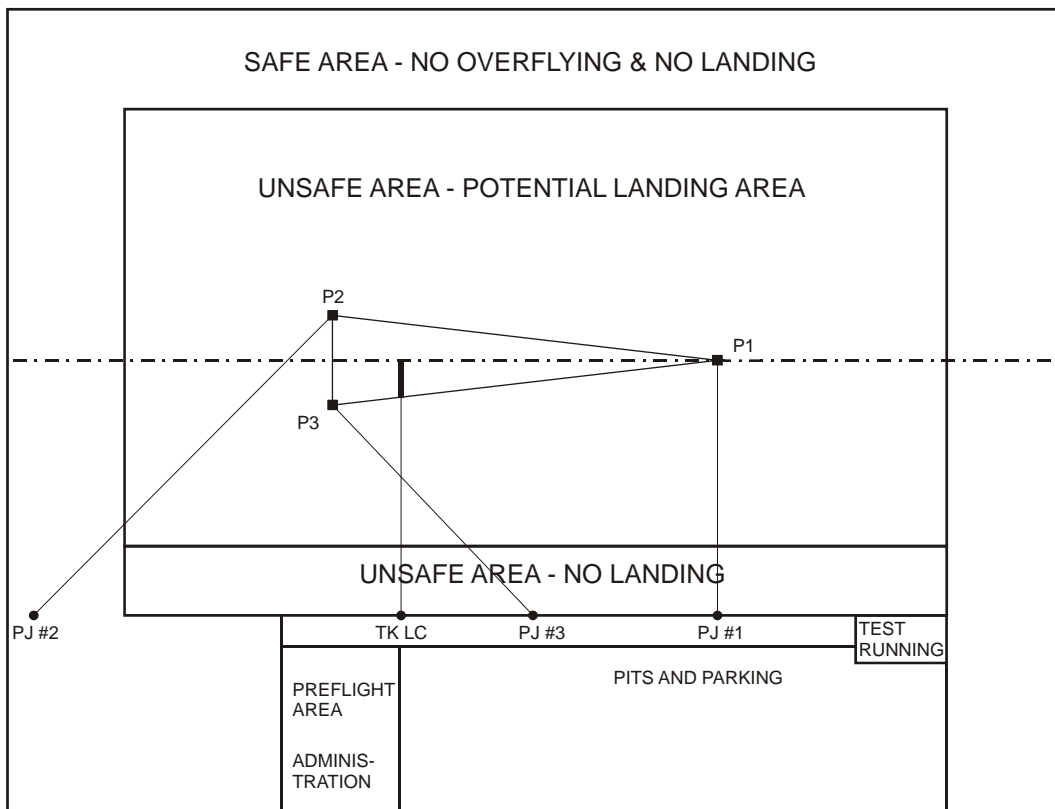 SAFE AREA - NO OVERFLYING & NO LANDING
UNSAFE AREA - POTENTIAL LANDING AREA
P2
P1
P3
UNSAFE AREA - NO LANDING
PJ #2
TK LC
PJ #3
PJ #1
TEST
RUNNING
PITS AND PARKING
PREFLIGHT
AREA
ADMINIS-
TRATION